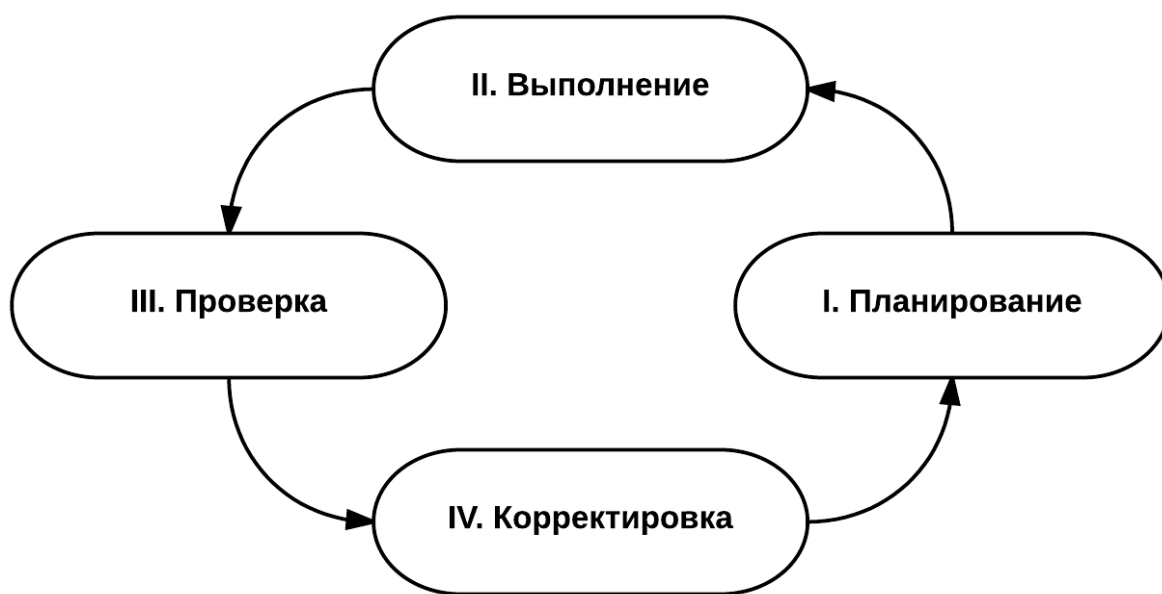 II. Выполнение
III. Проверка
I. Планирование
IV. Корректировка